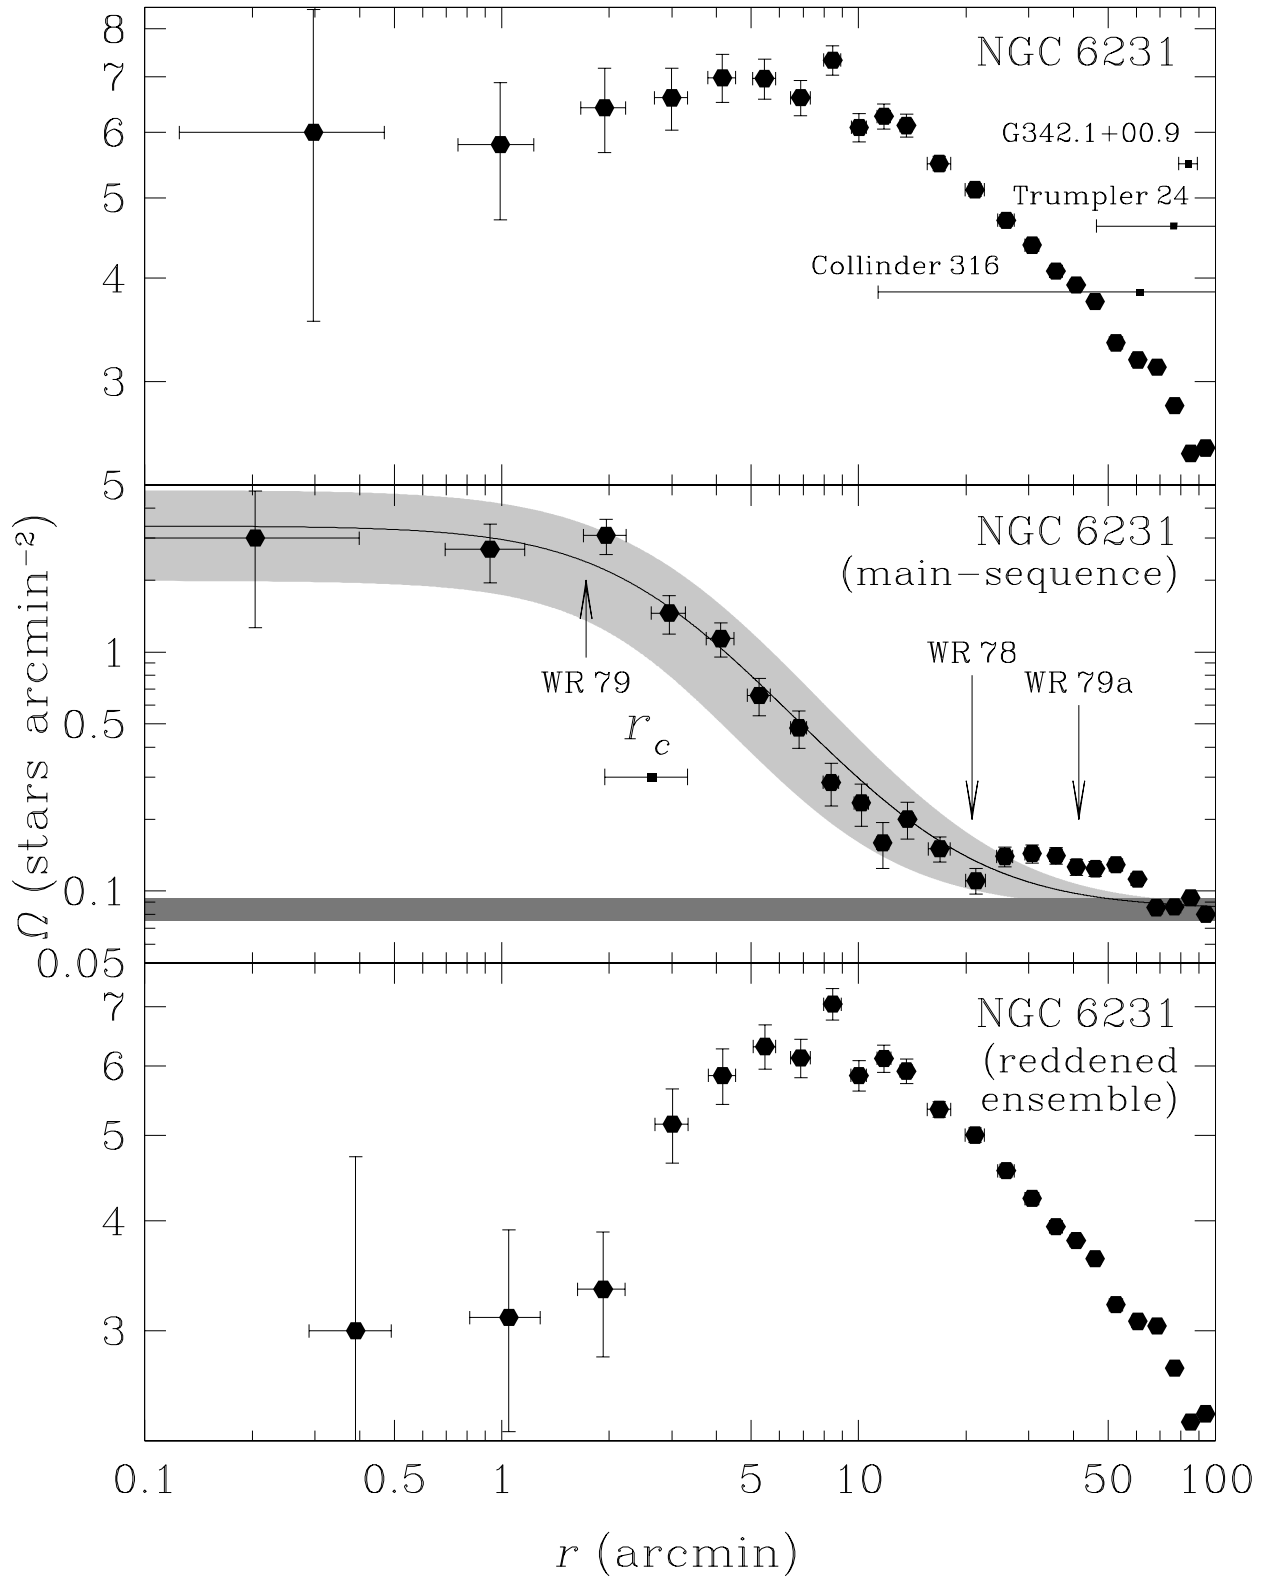 8
7
6
5
4
3
NGC 6231
G342.1+00.9
Trumpler 24
Collinder 316
Ω (stars arcmin−2)
5
1
0.5
0.1
0.05
NGC 6231
(main−sequence)
WR 79
WR 78
WR 79a
rc
7
6
5
4
3
NGC 6231
(reddened
ensemble)
0.1 0.5 1 5 10 50 100
r (arcmin)